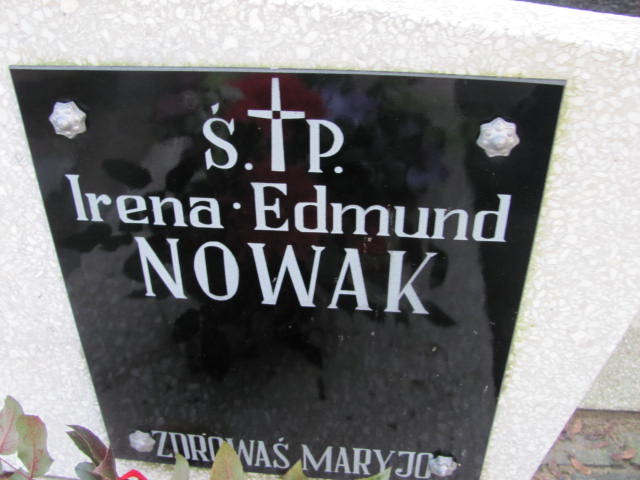 Ś. P.
Irena · Edmund
NOWAK
ZDROWAŚ MARYJO